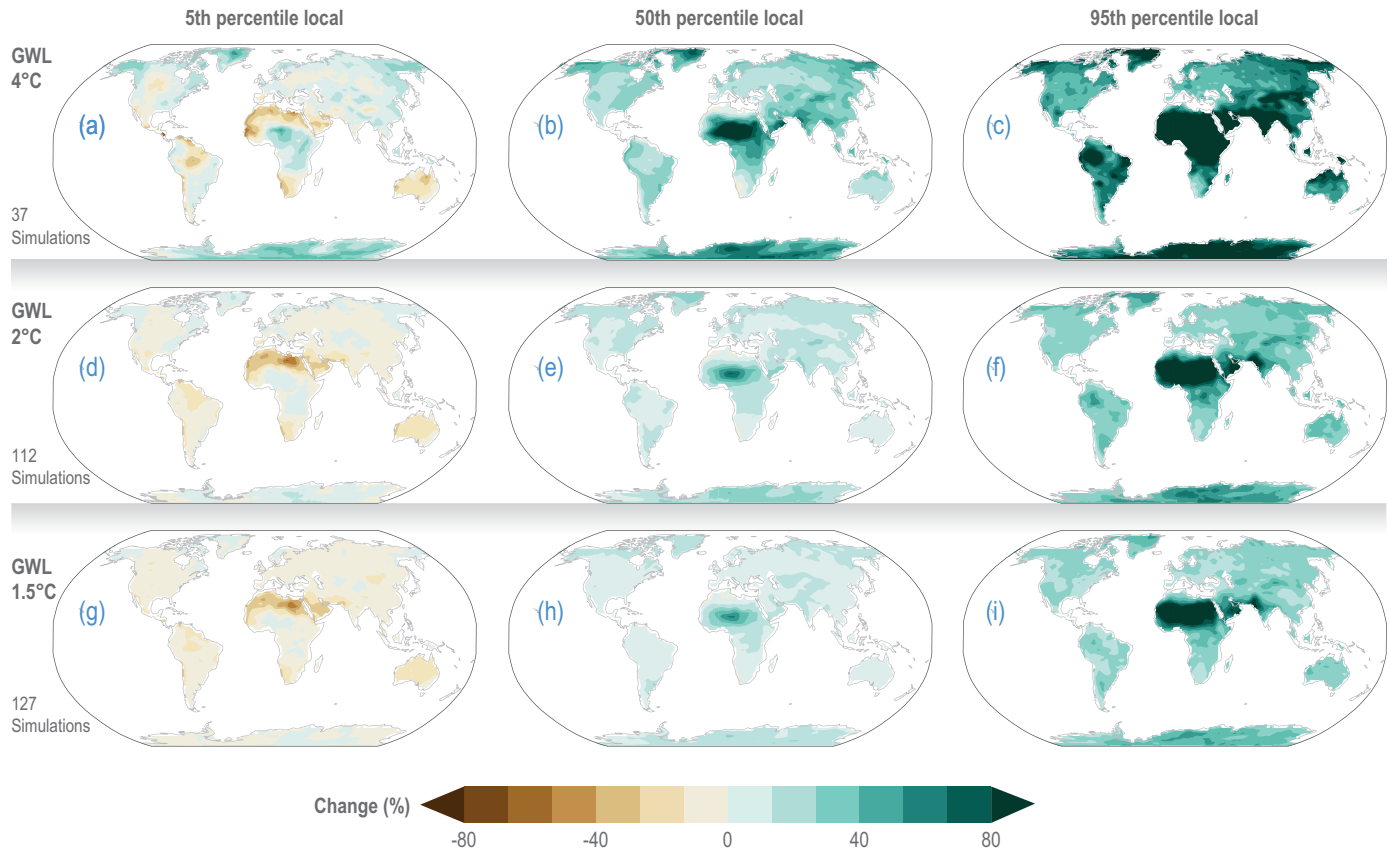 5th percentile local
50th percentile local
95th percentile local
GWL
4°C
(a)
(b)
(c)
37
Simulations
GWL
2°C
(d)
(e)
(f)
112
Simulations
GWL
1.5°C
(g)
(h)
(i)
127
Simulations
Change (%)
-80
-40
0
40
80